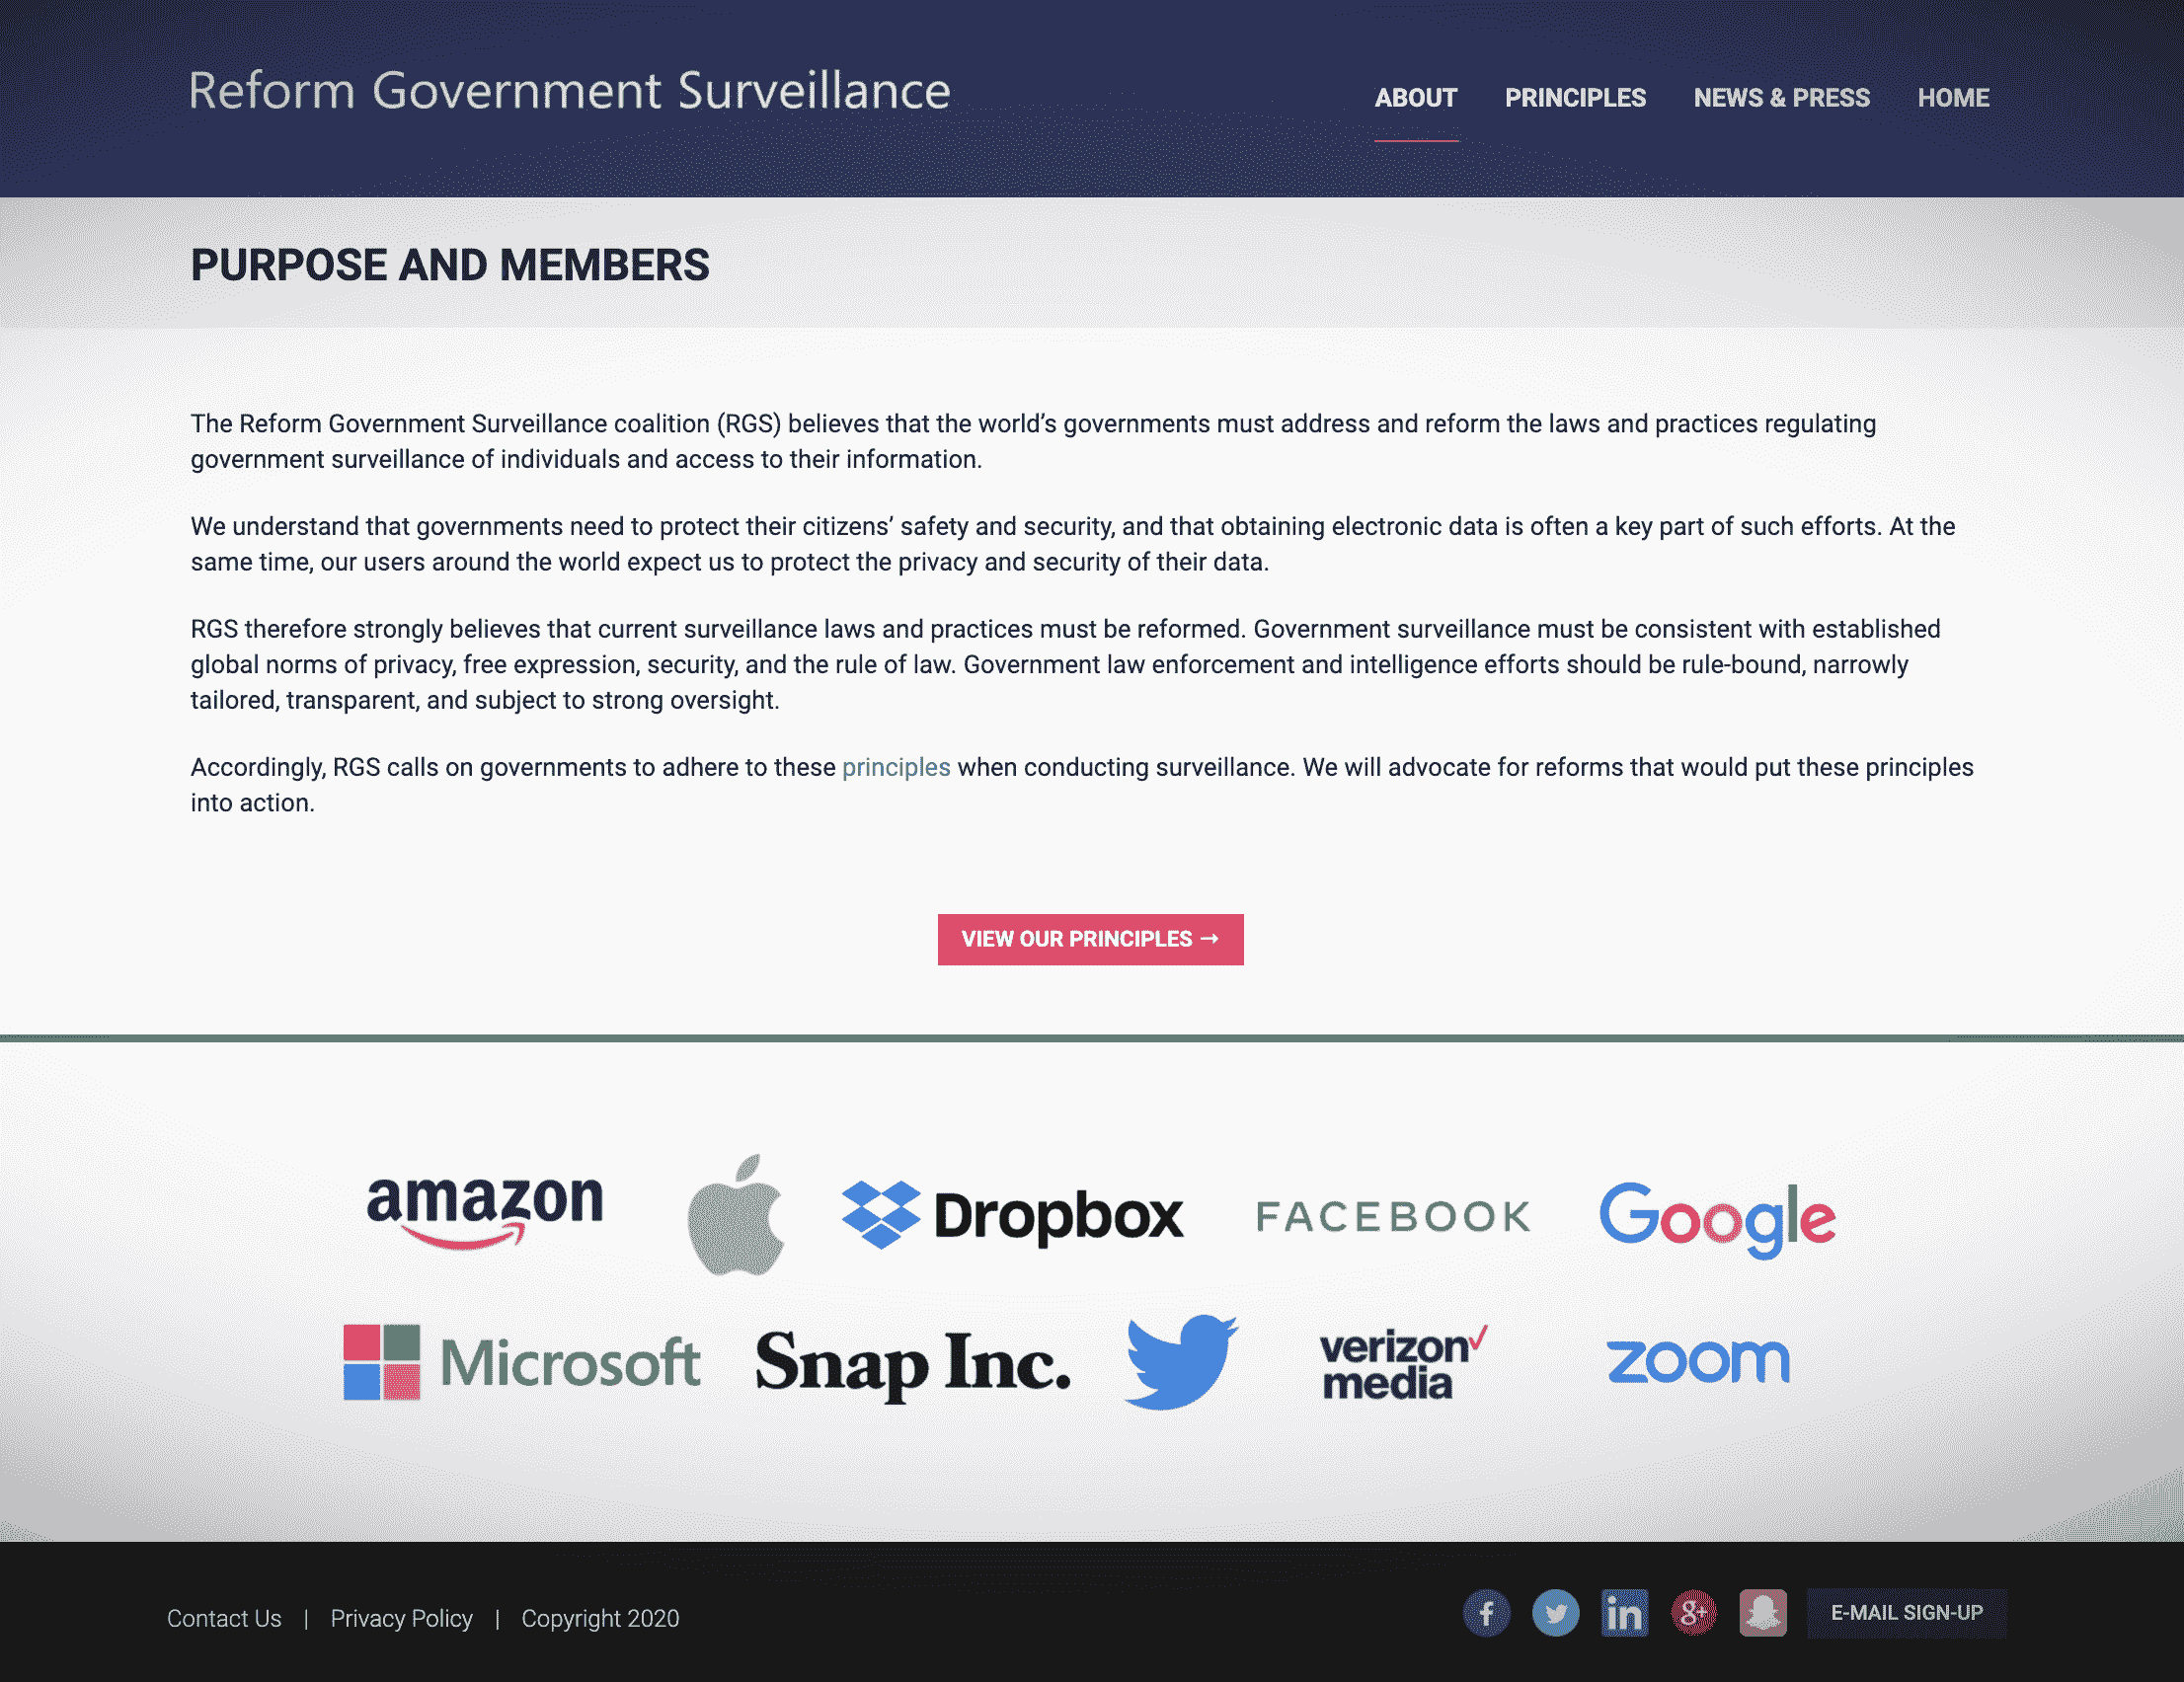 Reform Government Surveillance
ABOUT PRINCIPLES NEWS & PRESS HOME
PURPOSE AND MEMBERS
The Reform Government Surveillance coalition (RGS) believes that the world’s governments must address and reform the laws and practices regulating
government surveillance of individuals and access to their information.
We understand that governments need to protect their citizens’ safety and security, and that obtaining electronic data is often a key part of such efforts. At the
same time, our users around the world expect us to protect the privacy and security of their data.
RGS therefore strongly believes that current surveillance laws and practices must be reformed. Government surveillance must be consistent with established
global norms of privacy, free expression, security, and the rule of law. Government law enforcement and intelligence efforts should be rule-bound, narrowly
tailored, transparent, and subject to strong oversight.
Accordingly, RGS calls on governments to adhere to these principles when conducting surveillance. We will advocate for reforms that would put these principles
into action.
VIEW OUR PRINCIPLES →
amazon Dropbox FACEBOOK Google
Microsoft Snap Inc. verizon✓ media zoom
Contact Us | Privacy Policy | Copyright 2020 f in g+ E-MAIL SIGN-UP